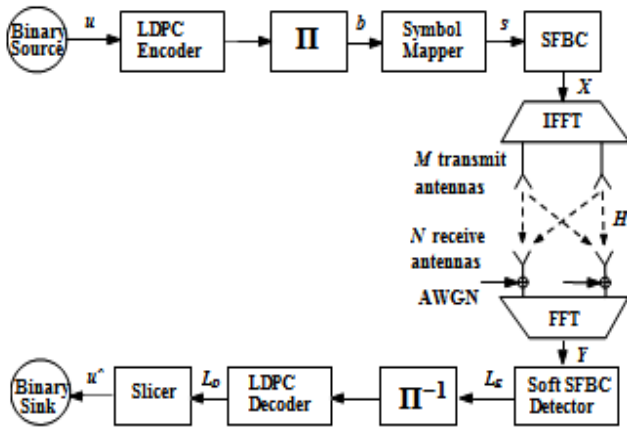 Binary
Source
u
LDPC
Encoder
Π
b
Symbol
Mapper
s
SFBC
X
IFFT
M transmit
antennas
H
N receive
antennas
AWGN
FFT
Y
Binary
Sink
u^
Slicer
L_D
LDPC
Decoder
Π⁻¹
L_E
Soft SFBC
Detector